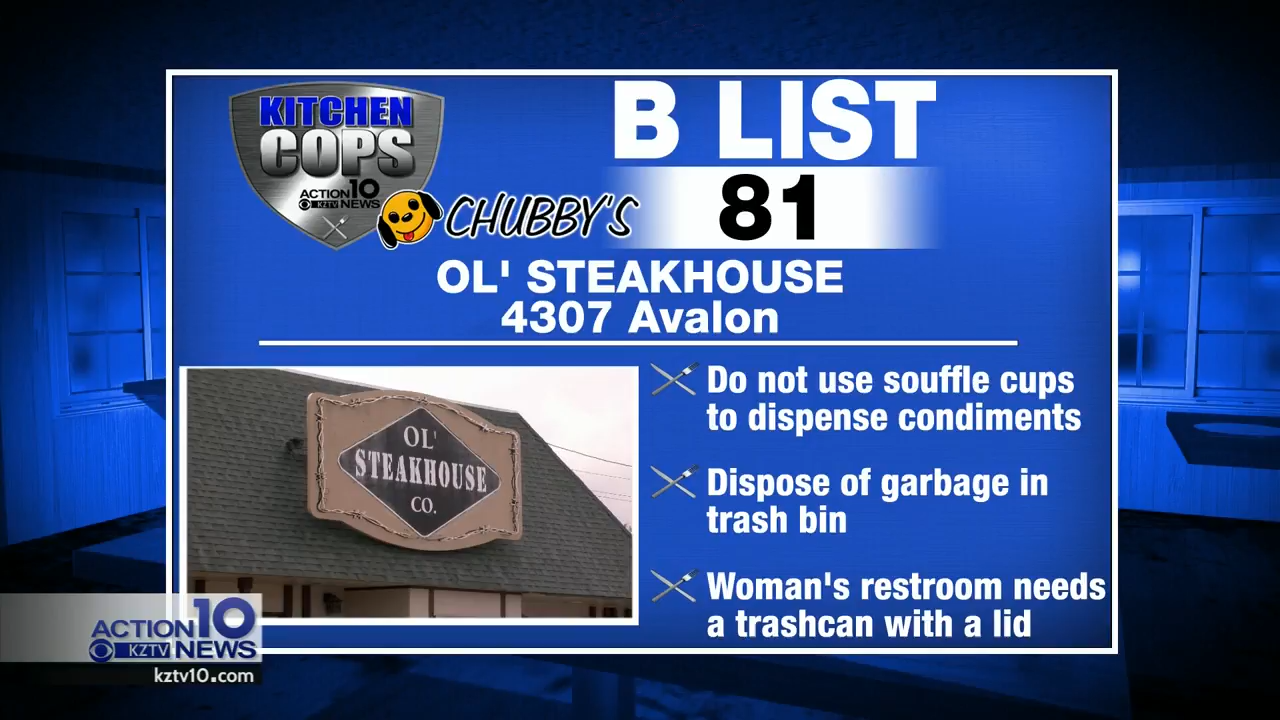 KITCHEN
COPS
ACTION 10
KZTV NEWS
CHUBBY'S
B LIST
81
OL' STEAKHOUSE
4307 Avalon
OL'
STEAKHOUSE
CO.
Do not use souffle cups
to dispense condiments
Dispose of garbage in
trash bin
Woman's restroom needs
a trashcan with a lid
ACTION 10
KZTV NEWS
kztv10.com